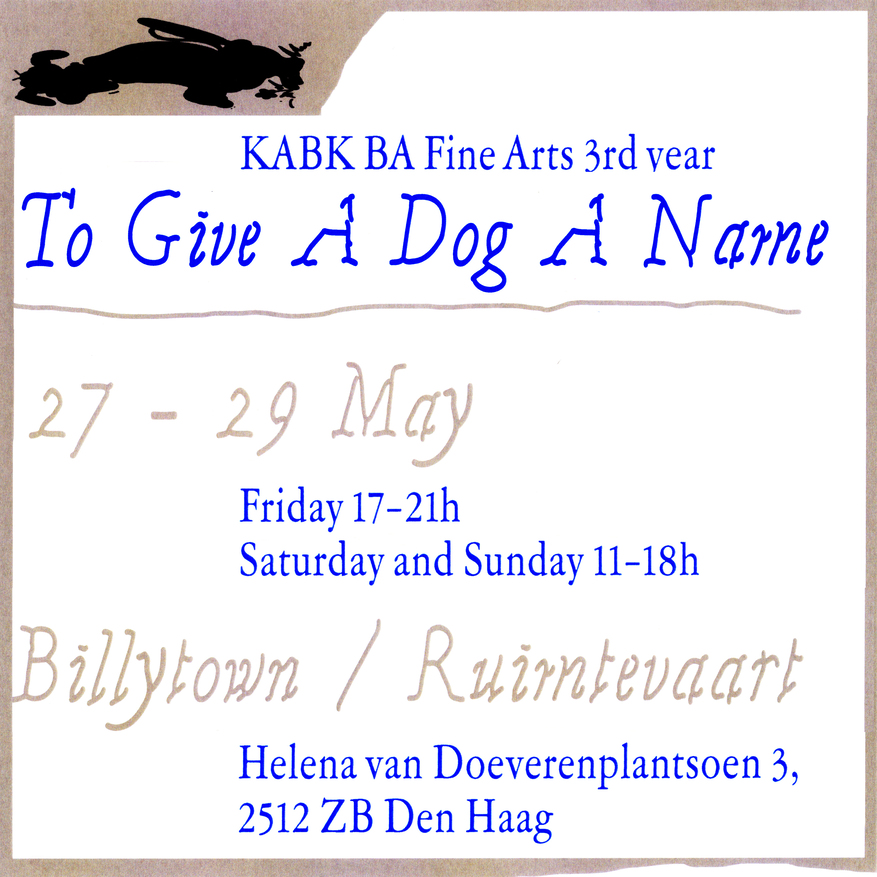 KABK BA Fine Arts 3rd year
To Give A Dog A Name
27 - 29 May
Friday 17–21h
Saturday and Sunday 11–18h
Billytown / Ruimtevaart
Helena van Doeverenplantsoen 3,
2512 ZB Den Haag